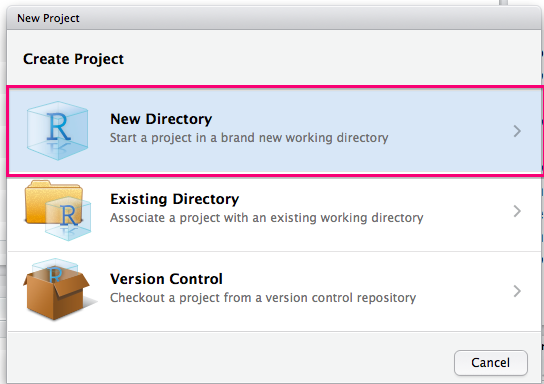 New Project
Create Project
R
New Directory
Start a project in a brand new working directory
R
Existing Directory
Associate a project with an existing working directory
R
Version Control
Checkout a project from a version control repository
Cancel